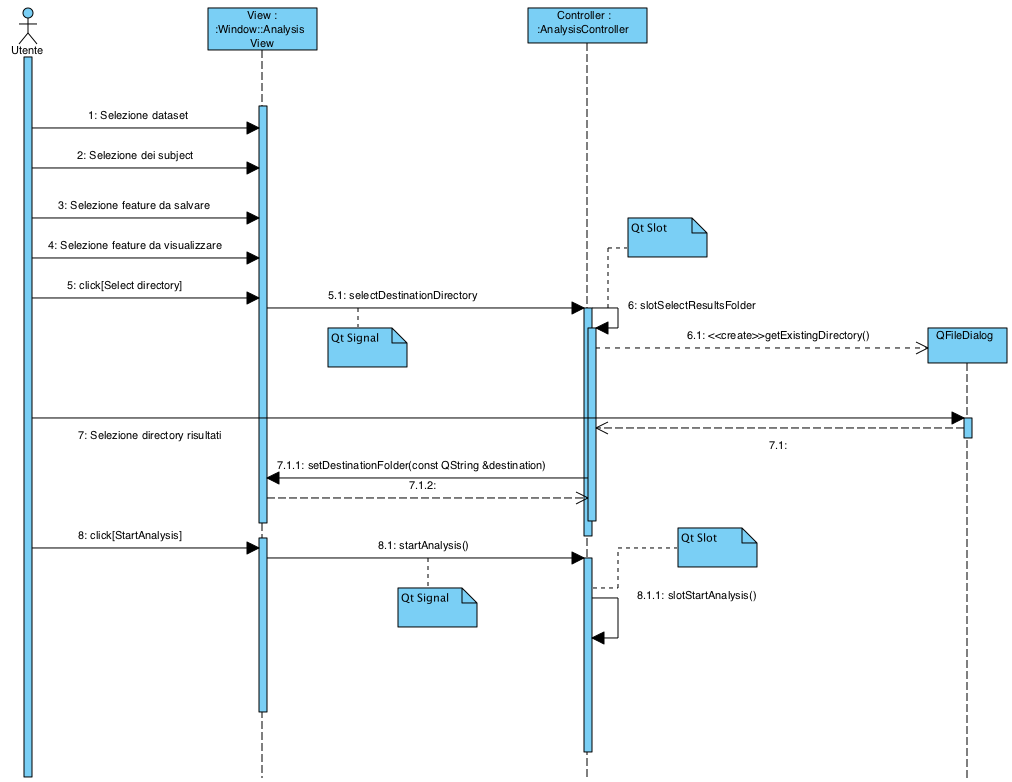 Utente
View :
:Window::Analysis
View
Controller :
:AnalysisController
1: Selezione dataset
2: Selezione dei subject
3: Selezione feature da salvare
4: Selezione feature da visualizzare
5: click[Select directory]
5.1: selectDestinationDirectory
Qt Signal
Qt Slot
6: slotSelectResultsFolder
6.1: <<create>>getExistingDirectory()
QFileDialog
7: Selezione directory risultati
7.1:
7.1.1: setDestinationFolder(const QString &destination)
7.1.2:
8: click[StartAnalysis]
8.1: startAnalysis()
Qt Signal
Qt Slot
8.1.1: slotStartAnalysis()